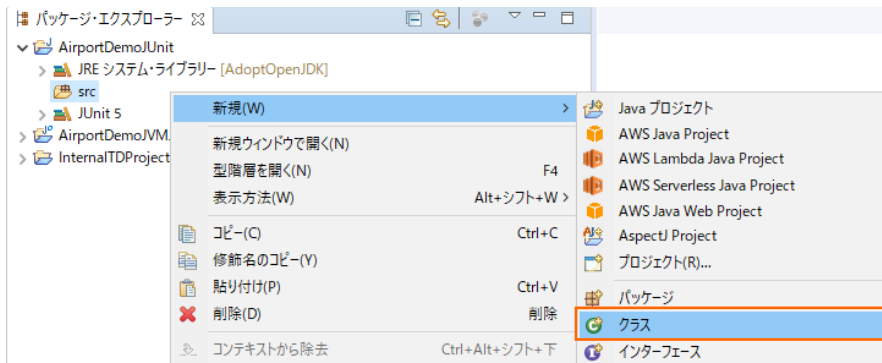 パッケージ・エクスプローラー
AirportDemoJUnit
JRE システム・ライブラリー [AdoptOpenJDK]
src
JUnit 5
AirportDemoJVM
InternalTDProject
新規(W)
新規ウィンドウで開く(N)
型階層を開く(N) F4
表示方法(W) Alt+シフト+W
コピー(C) Ctrl+C
修飾名のコピー(Y)
貼り付け(P) Ctrl+V
削除(D) 削除
コンテキストから除去 Ctrl+Alt+シフト+下
Java プロジェクト
AWS Java Project
AWS Lambda Java Project
AWS Serverless Java Project
AWS Java Web Project
AspectJ Project
プロジェクト(R)...
パッケージ
クラス
インターフェース